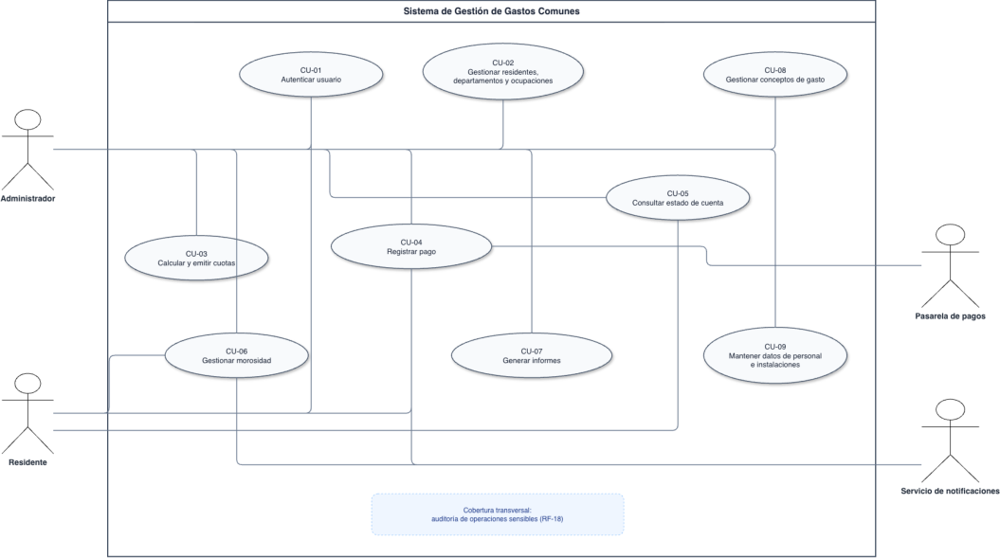 Sistema de Gestión de Gastos Comunes
CU-01
Autenticar usuario
CU-02
Gestionar residentes,
departamentos y ocupaciones
CU-08
Gestionar conceptos de gasto
Administrador
CU-05
Consultar estado de cuenta
CU-03
Calcular y emitir cuotas
CU-04
Registrar pago
Pasarela de pagos
CU-06
Gestionar morosidad
CU-07
Generar informes
CU-09
Mantener datos de personal
e instalaciones
Residente
Servicio de notificaciones
Cobertura transversal:
auditoría de operaciones sensibles (RF-18)